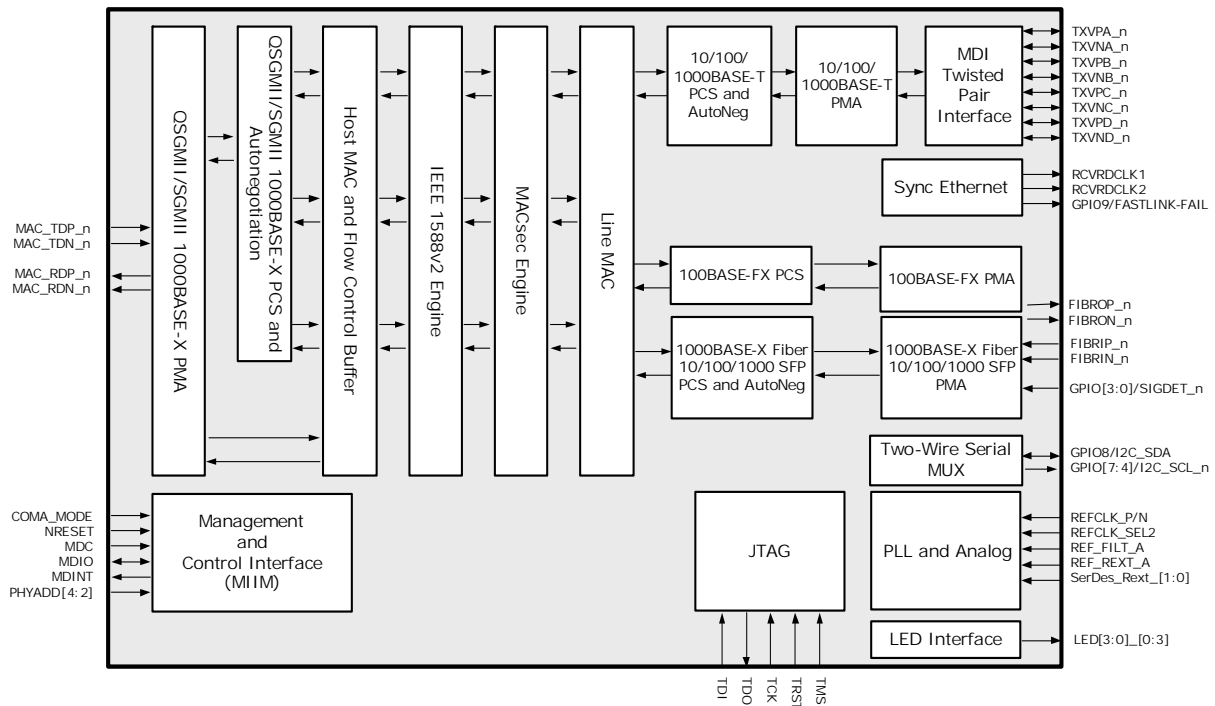 QSGMII/SGMII 1000BASE-X PMA
QSGMII/SGMII 1000BASE-X PCS and
Autonegotiation
Host MAC and Flow Control
Buffer
IEEE 1588v2 Engine
MACsec Engine
Line MAC
10/100/
1000BASE-T
PCS and
AutoNeg
10/100/
1000BASE-T
PMA
MDI
Twisted
Pair
Interface
TXVPA_n
TXVNA_n
TXVPB_n
TXVNB_n
TXVPC_n
TXVNC_n
TXVPD_n
TXVND_n
Sync Ethernet
RCVRDCLK1
RCVRDCLK2
GPIO9/FASTLINK-FAIL
MAC_TDP_n
MAC_TDN_n
MAC_RDP_n
MAC_RDN_n
100BASE-FX PCS
100BASE-FX PMA
FIBROP_n
FIBRON_n
FIBRIP_n
FIBRIN_n
GPIO[3:0]/SIGDET_n
1000BASE-X Fiber
10/100/1000 SFP
PCS and AutoNeg
1000BASE-X Fiber
10/100/1000 SFP
PMA
Two-Wire Serial
MUX
GPIO8/I2C_SDA
GPIO[7:4]/I2C_SCL_n
COMA_MODE
NRESET
MDC
MDIO
MDINT
PHYADD[4:2]
Management
and
Control Interface
(MIIM)
JTAG
PLL and Analog
REFCLK_P/N
REFCLK_SEL2
REF_FILT_A
REF_REXT_A
SerDes_Rext_[1:0]
LED Interface
LED[3:0]_[0:3]
TDI
TDO
TCK
TRST
TMS